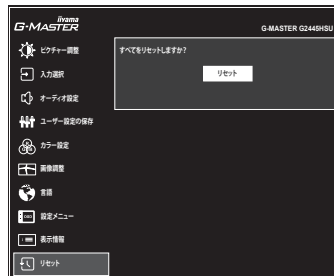 iiyama
G-MASTER
G-MASTER G2445HSU
ピクチャー調整
すべてをリセットしますか？
リセット
入力選択
オーディオ設定
ユーザー設定の保存
カラー設定
画像調整
言語
OSD
設定メニュー
表示情報
リセット